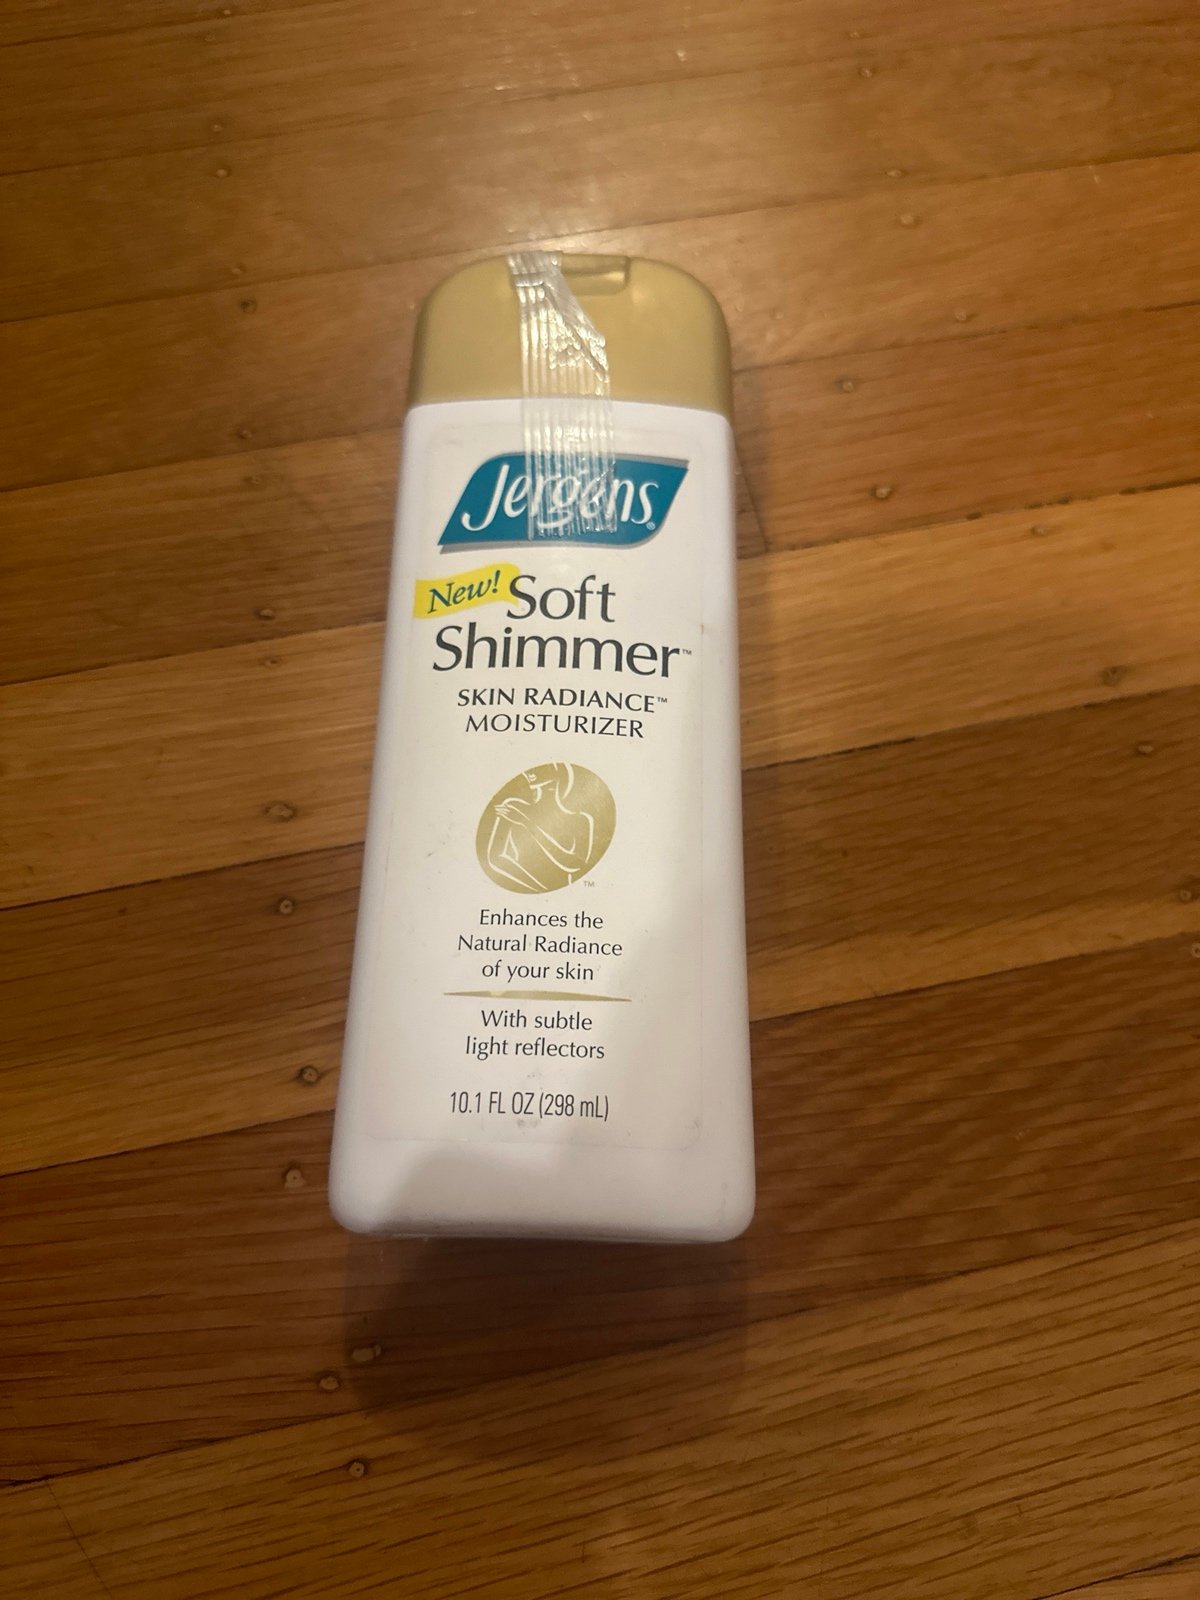 Jergens®
New! Soft
Shimmer™
SKIN RADIANCE™
MOISTURIZER
™
Enhances the
Natural Radiance
of your skin
With subtle
light reflectors
10.1 FL OZ (298 mL)